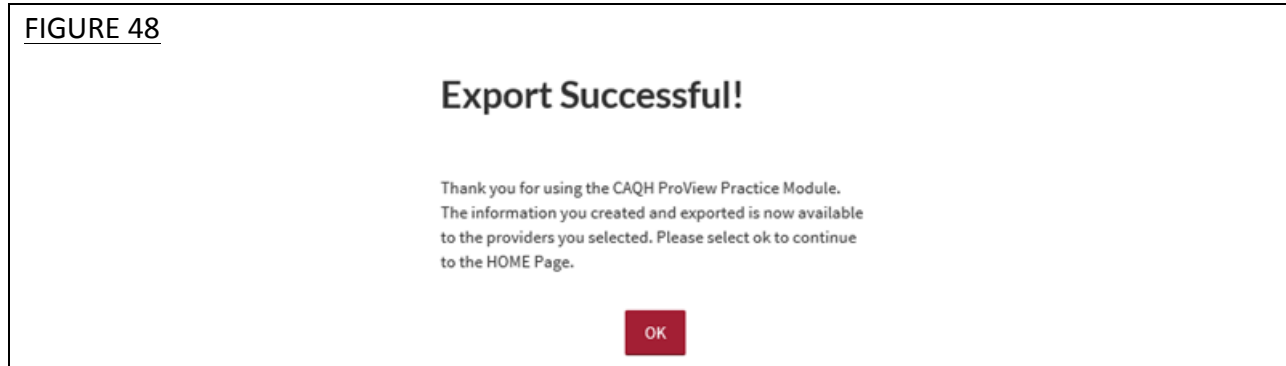 FIGURE 48
Export Successful!
Thank you for using the CAQH ProView Practice Module.
The information you created and exported is now available
to the providers you selected. Please select ok to continue
to the HOME Page.
OK